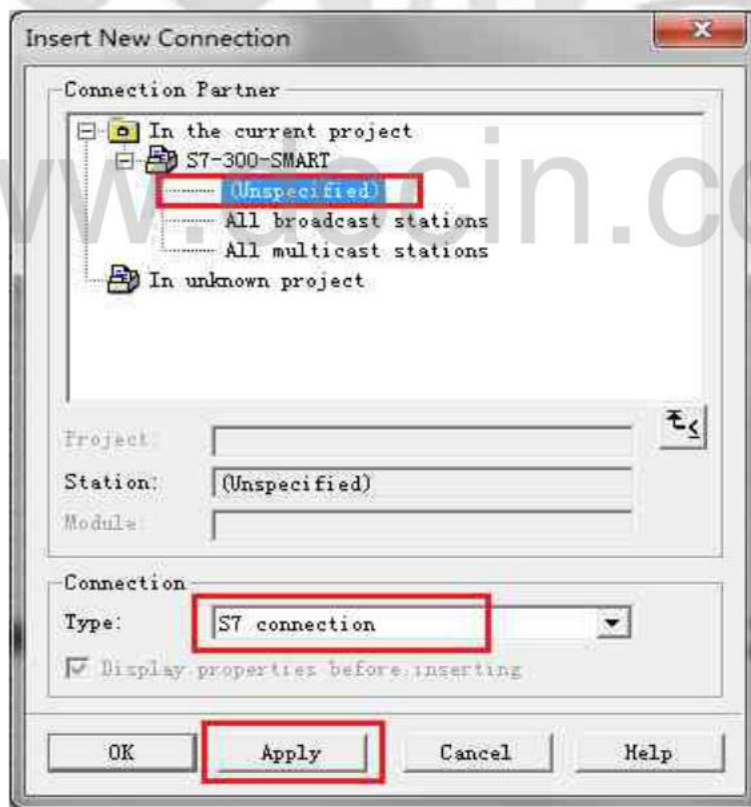 Insert New Connection
Connection Partner
In the current project
S7-300-SMART
(Unspecified)
All broadcast stations
All multicast stations
In unknown project
Project:
Station: (Unspecified)
Module:
Connection
Type: S7 connection
Display properties before inserting
OK Apply Cancel Help